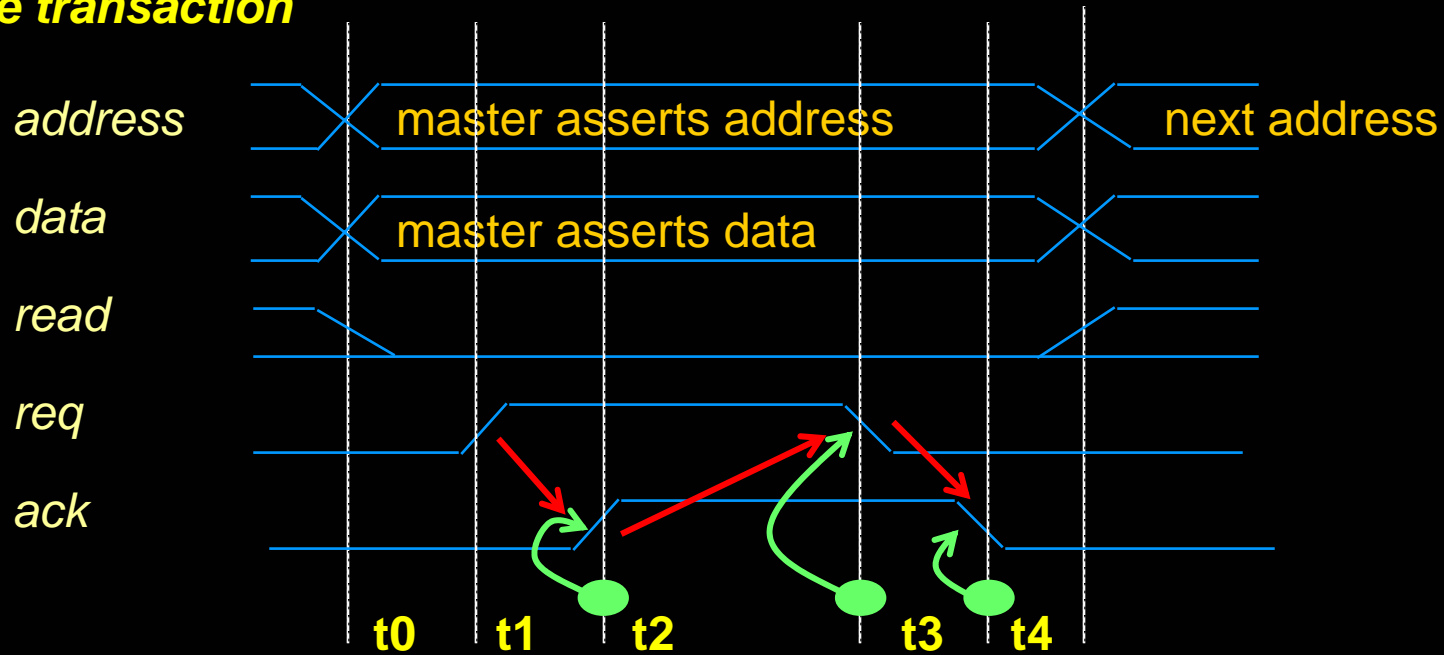 transaction
address master asserts address next address
data master asserts data
read
req
ack
t0 t1 t2 t3 t4